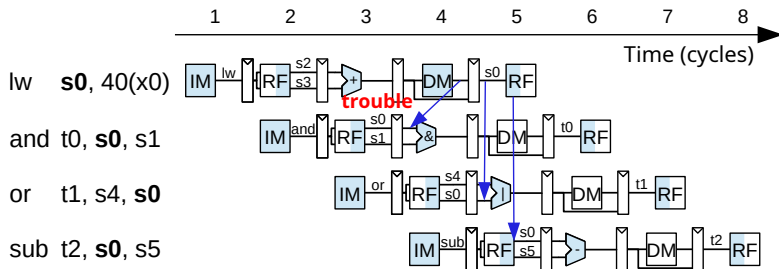 1 2 3 4 5 6 7 8
Time (cycles)
lw s0, 40(x0) IM lw RF s2 s3 + DM s0 RF
trouble
and t0, s0, s1 IM and RF s0 s1 & DM t0 RF
or t1, s4, s0 IM or RF s4 s0 | DM t1 RF
sub t2, s0, s5 IM sub RF s0 s5 - DM t2 RF